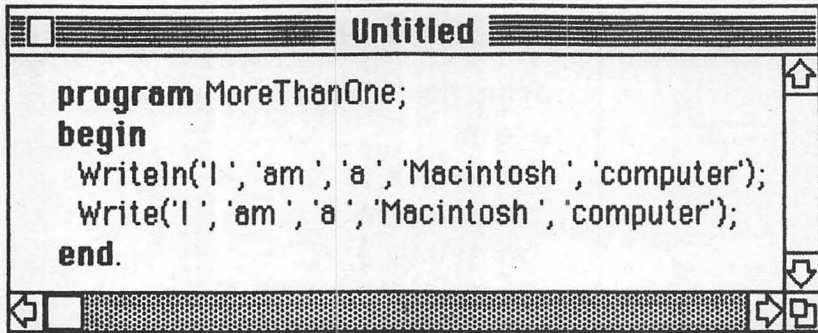 Untitled
program MoreThanOne;
begin
Writeln('I ', 'am ', 'a ', 'Macintosh ', 'computer');
Write('I ', 'am ', 'a ', 'Macintosh ', 'computer');
end.